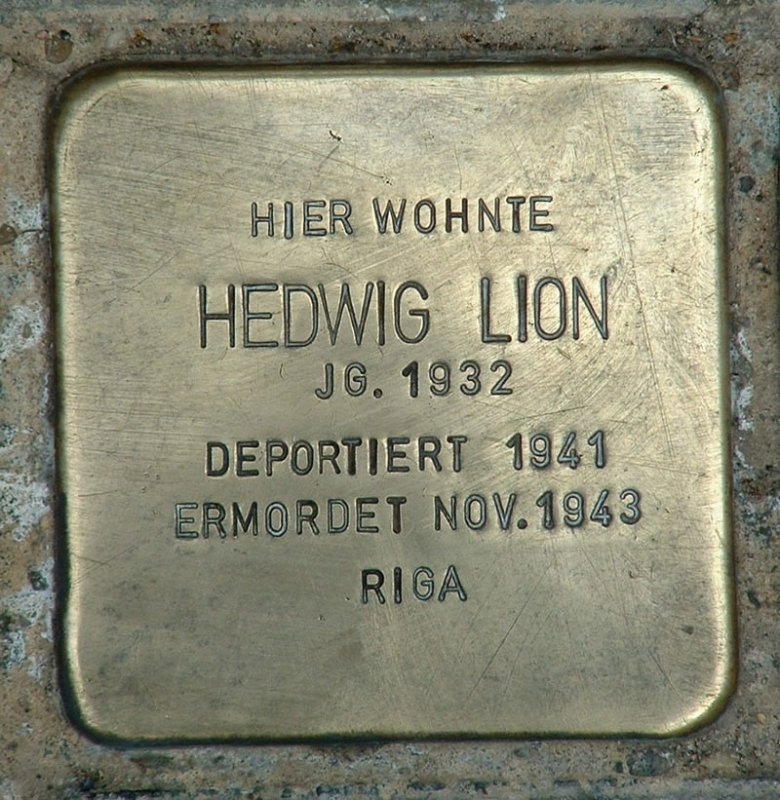 HIER WOHNTE
HEDWIG LION
JG. 1932
DEPORTIERT 1941
ERMORDET NOV. 1943
RIGA